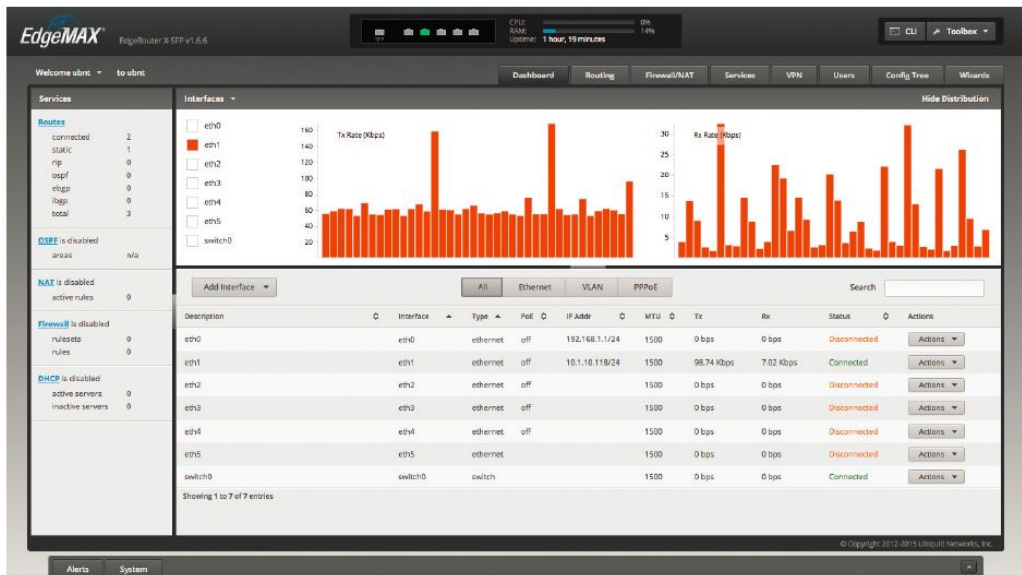 EdgeMAX EdgeRouter X-SFP v1.6.6
CPU: 0%
RAM: 14%
Uptime: 1 hour, 19 minutes
CLI Toolbox
Welcome ubnt to ubnt
Dashboard Routing Firewall/NAT Services VPN Users Config Tree Wizards
Services
Routes
connected 2
static 1
rip 0
ospf 0
ebgp 0
ibgp 0
total 3
OSPF is disabled
areas n/a
NAT is disabled
active rules 0
Firewall is disabled
rulesets 0
rules 0
DHCP is disabled
active servers 0
inactive servers 0
Interfaces Hide Distribution
eth0
eth1
eth2
eth3
eth4
eth5
switch0
Tx Rate (Kbps)
160
140
120
100
80
60
40
20
Rx Rate (Kbps)
30
25
20
15
10
5
Add Interface All Ethernet VLAN PPPoE Search
Description Interface Type PoE IP Addr MTU Tx Rx Status Actions
eth0 eth0 ethernet off 192.168.1.1/24 1500 0 bps 0 bps Disconnected Actions
eth1 eth1 ethernet off 10.1.10.118/24 1500 98.74 Kbps 7.02 Kbps Connected Actions
eth2 eth2 ethernet off 1500 0 bps 0 bps Disconnected Actions
eth3 eth3 ethernet off 1500 0 bps 0 bps Disconnected Actions
eth4 eth4 ethernet off 1500 0 bps 0 bps Disconnected Actions
eth5 eth5 ethernet 1500 0 bps 0 bps Disconnected Actions
switch0 switch0 switch 1500 0 bps 0 bps Connected Actions
Showing 1 to 7 of 7 entries
© Copyright 2012-2015 Ubiquiti Networks, Inc.
Alerts System